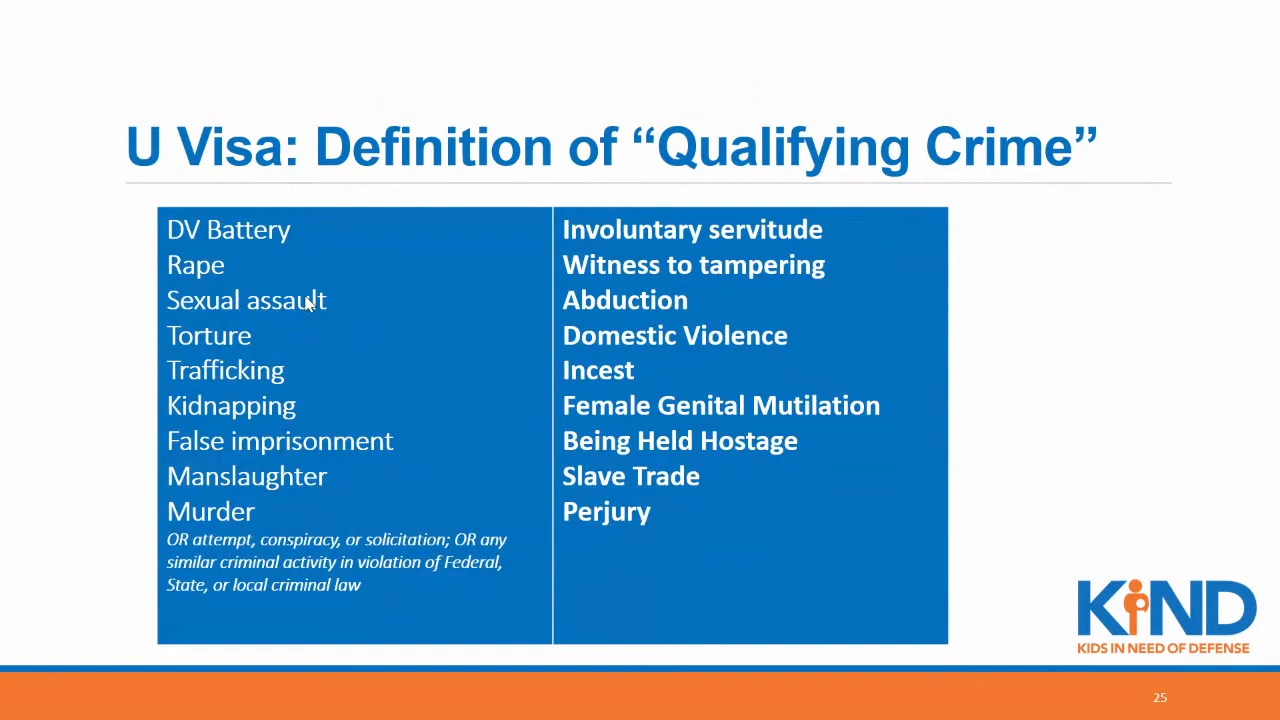 U Visa: Definition of “Qualifying Crime”
DV Battery
Rape
Sexual assault
Torture
Trafficking
Kidnapping
False imprisonment
Manslaughter
Murder
OR attempt, conspiracy, or solicitation; OR any
similar criminal activity in violation of Federal,
State, or local criminal law
Involuntary servitude
Witness to tampering
Abduction
Domestic Violence
Incest
Female Genital Mutilation
Being Held Hostage
Slave Trade
Perjury
KIND
KIDS IN NEED OF DEFENSE
25